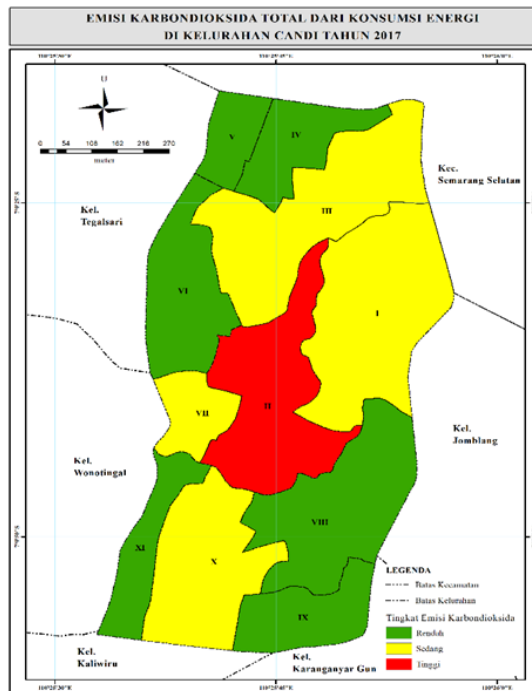 EMISI KARBONDIOKSIDA TOTAL DARI KONSUMSI ENERGI
DI KELURAHAN CANDI TAHUN 2017
U
0 54 108 162 216 270
meter
V
IV
Kec.
Semarang Selatan
Kel.
Tegalsari
III
VI
I
II
VII
Kel.
Jomblang
Kel.
Wonotingal
VIII
XI
X
IX
LEGENDA
Batas Kecamatan
Batas Kelurahan
Tingkat Emisi Karbondioksida
Rendah
Sedang
Tinggi
Kel.
Kaliwiru
Kel.
Karanganyar Gun